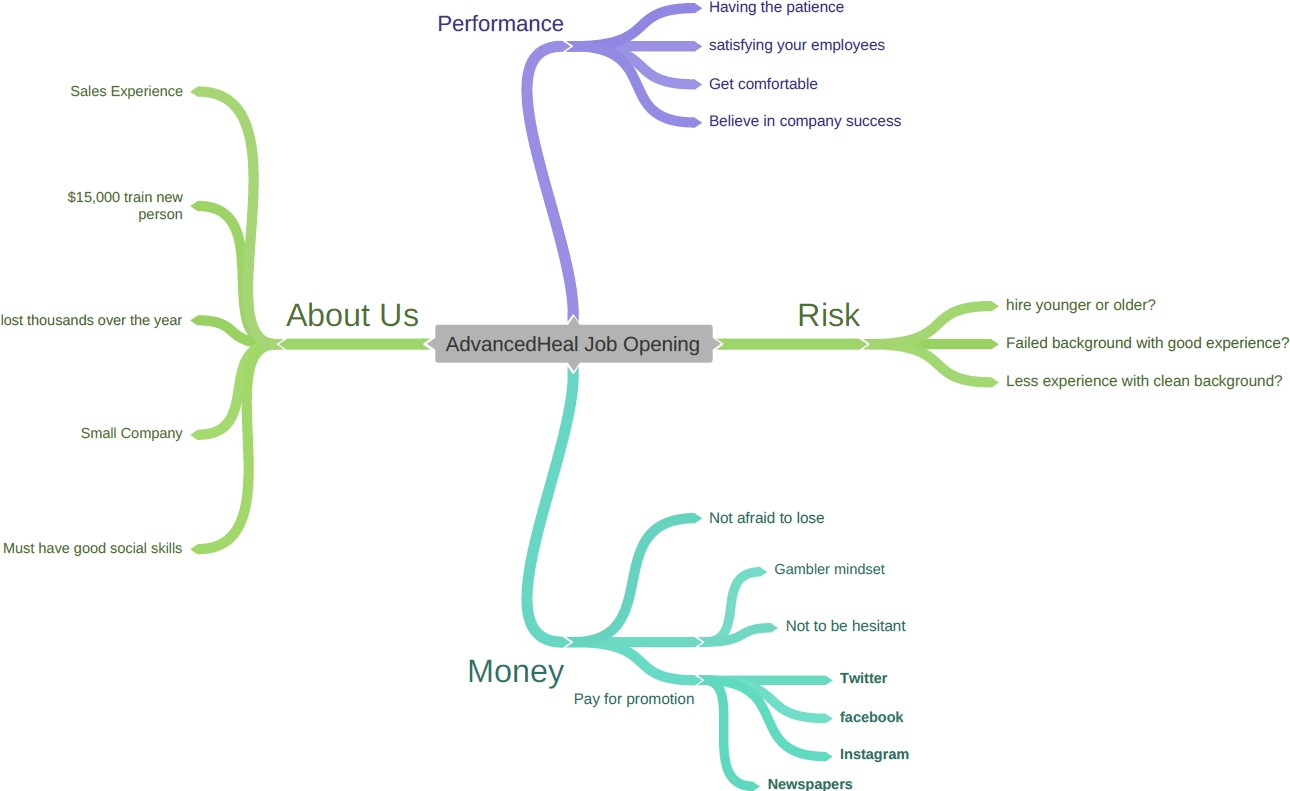 Performance
Having the patience
satisfying your employees
Get comfortable
Believe in company success
Sales Experience
$15,000 train new
person
lost thousands over the year
Small Company
Must have good social skills
About Us
AdvancedHeal Job Opening
Risk
hire younger or older?
Failed background with good experience?
Less experience with clean background?
Money
Not afraid to lose
Gambler mindset
Not to be hesitant
Pay for promotion
Twitter
facebook
Instagram
Newspapers